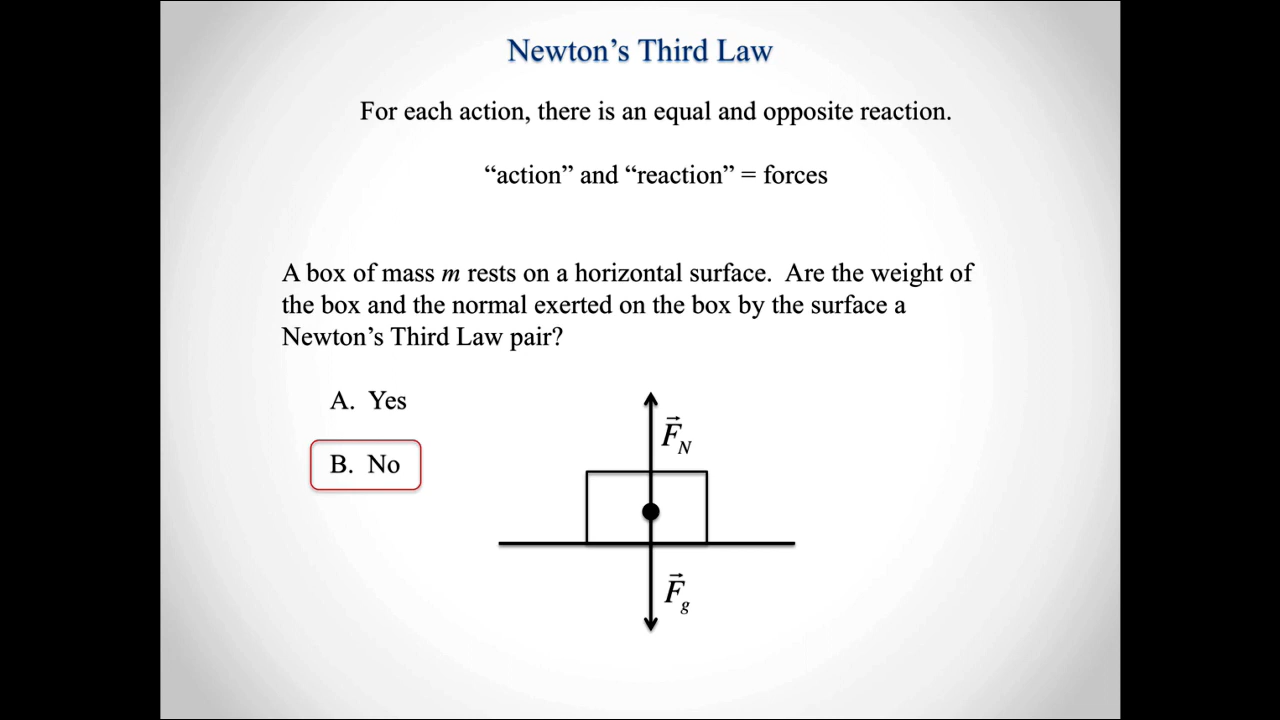 Newton’s Third Law
For each action, there is an equal and opposite reaction.
“action” and “reaction” = forces
A box of mass m rests on a horizontal surface.  Are the weight of
the box and the normal exerted on the box by the surface a
Newton’s Third Law pair?
A.  Yes
B.  No
F⃗_N
F⃗_g